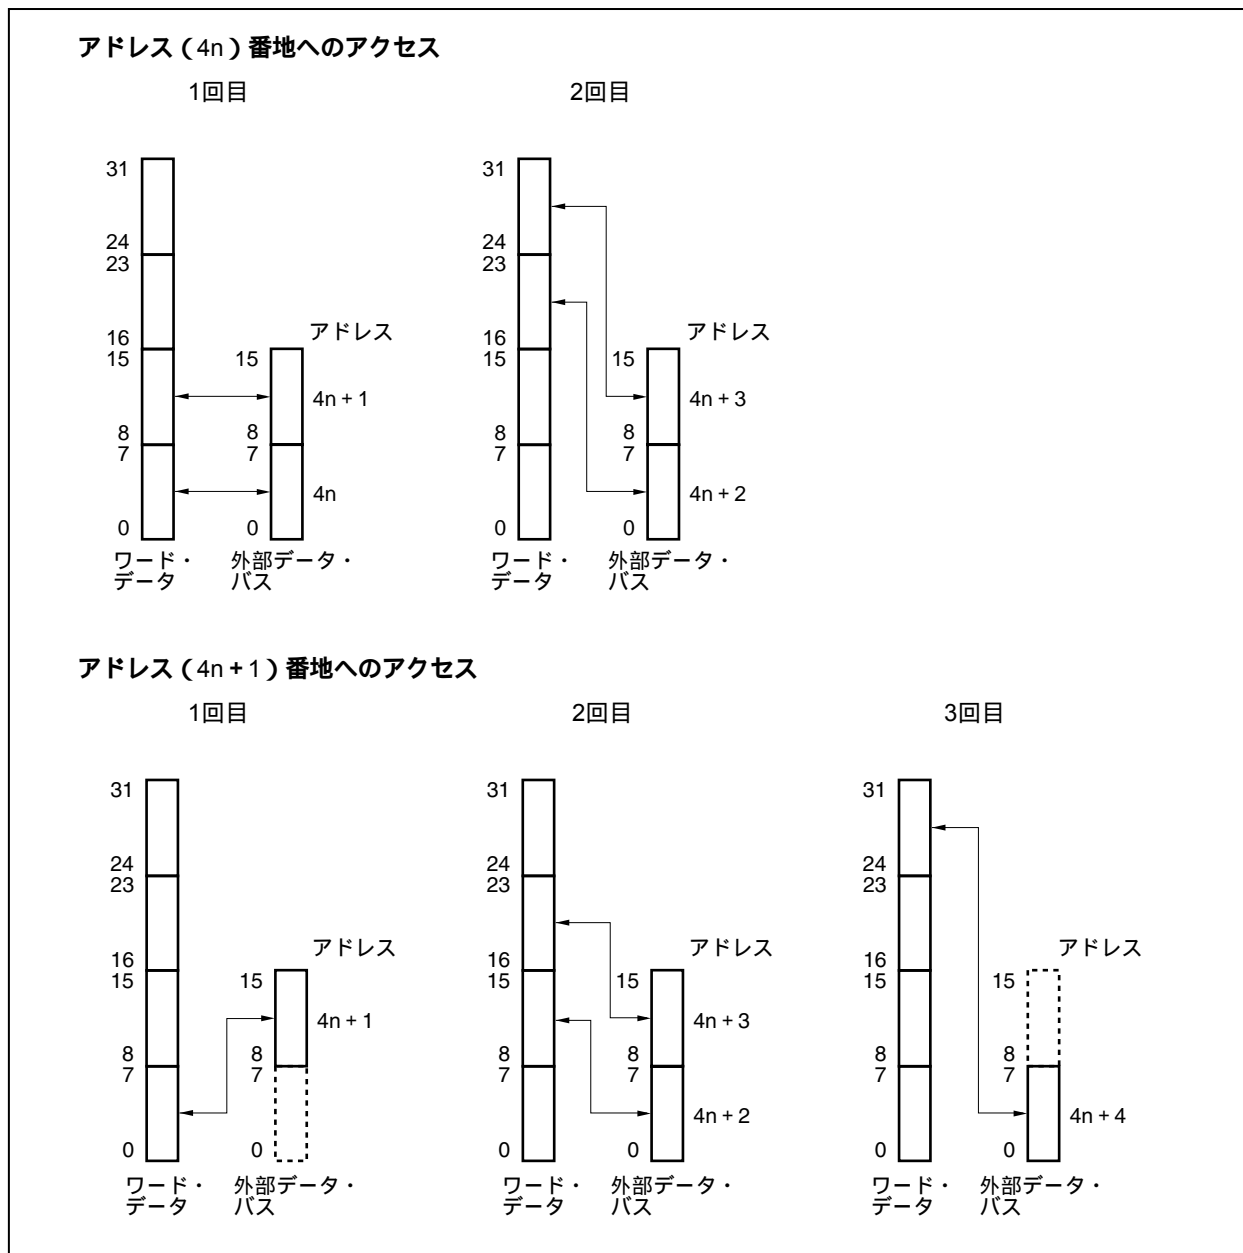 アドレス（4n）番地へのアクセス
1回目 2回目
31 31
24 24
23 23
アドレス アドレス
16 16
15 15 15 15
4n + 1 4n + 3
8 8 8 8
7 7 7 7
4n 4n + 2
0 0 0 0
ワード・ 外部データ・ ワード・ 外部データ・
データ バス データ バス
アドレス（4n + 1）番地へのアクセス
1回目 2回目 3回目
31 31 31
24 24 24
23 23 23
アドレス アドレス アドレス
16 16 16
15 15 15 15 15 15
4n + 1 4n + 3
8 8 8 8 8 8
7 7 7 7 7 7
4n + 2 4n + 4
0 0 0 0 0 0
ワード・ 外部データ・ ワード・ 外部データ・ ワード・ 外部データ・
データ バス データ バス データ バス